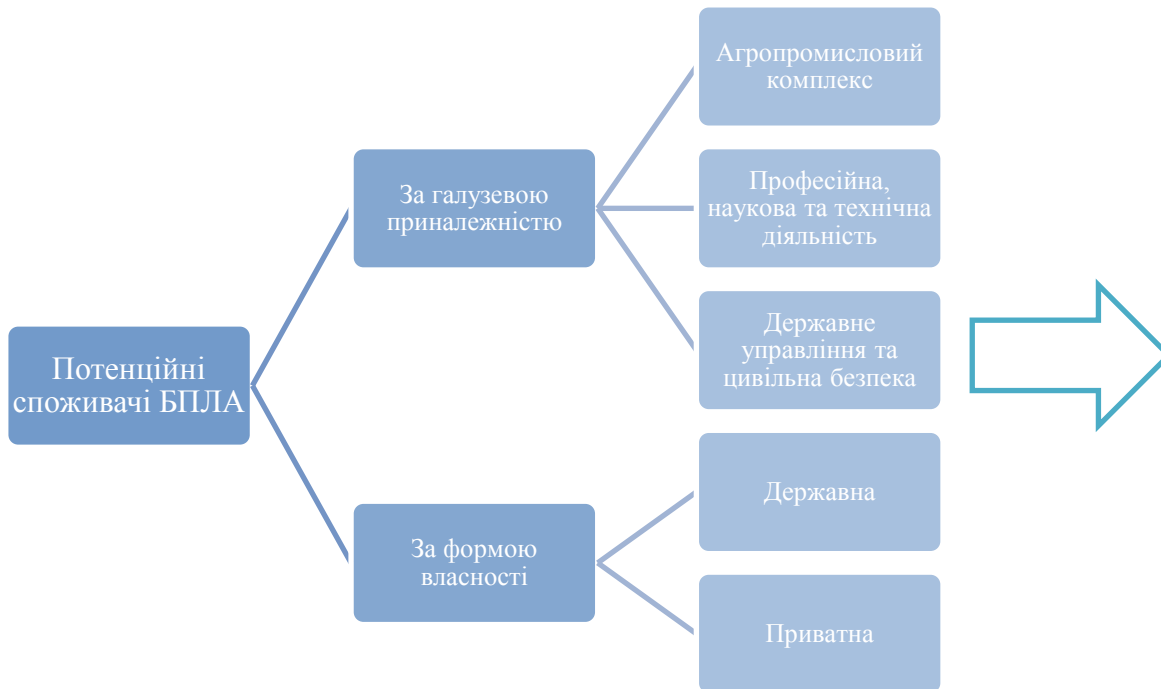 Потенційні
споживачі БПЛА
За галузевою
приналежністю
Агропромисловий
комплекс
Професійна,
наукова та технічна
діяльність
Державне
управління та
цивільна безпека
За формою
власності
Державна
Приватна